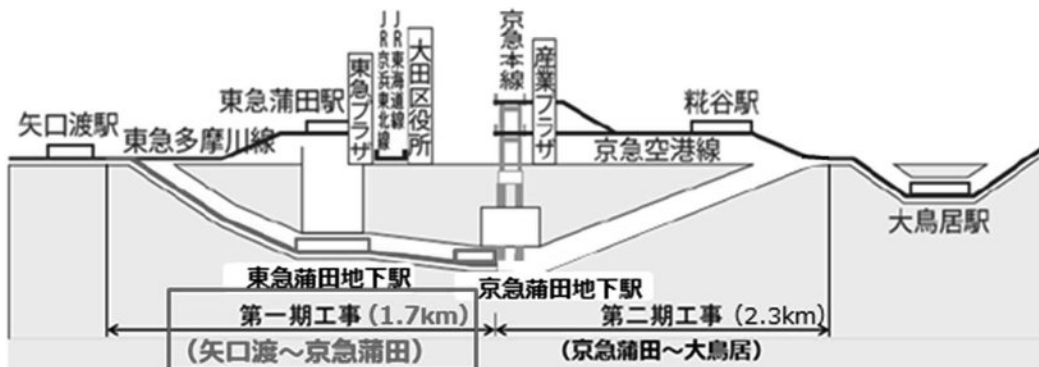 矢口渡駅
東急多摩川線
東急蒲田駅
東急プラザ
JR京浜東北線
JR東海道線
大田区役所
京急本線
産業プラザ
京急空港線
糀谷駅
大鳥居駅
東急蒲田地下駅
京急蒲田地下駅
第一期工事（1.7km）
（矢口渡～京急蒲田）
第二期工事（2.3km）
（京急蒲田～大鳥居）